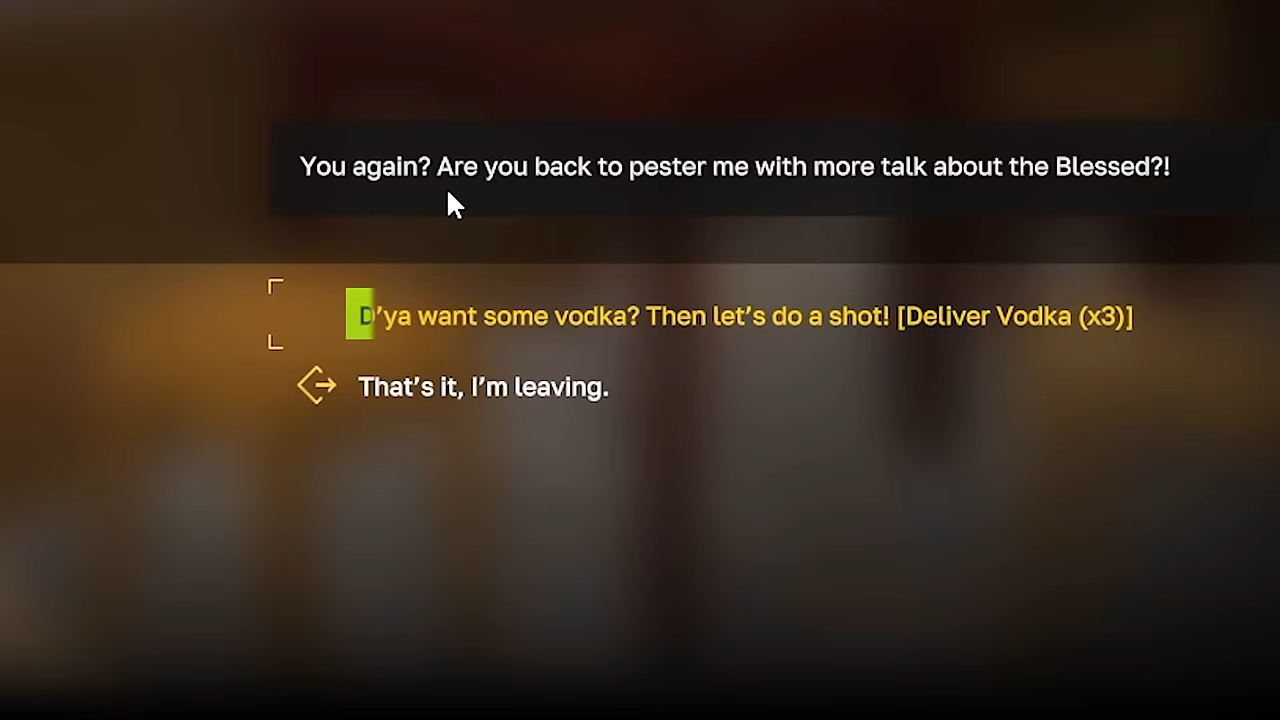 You again? Are you back to pester me with more talk about the Blessed?!
D’ya want some vodka? Then let’s do a shot! [Deliver Vodka (x3)]
That’s it, I’m leaving.